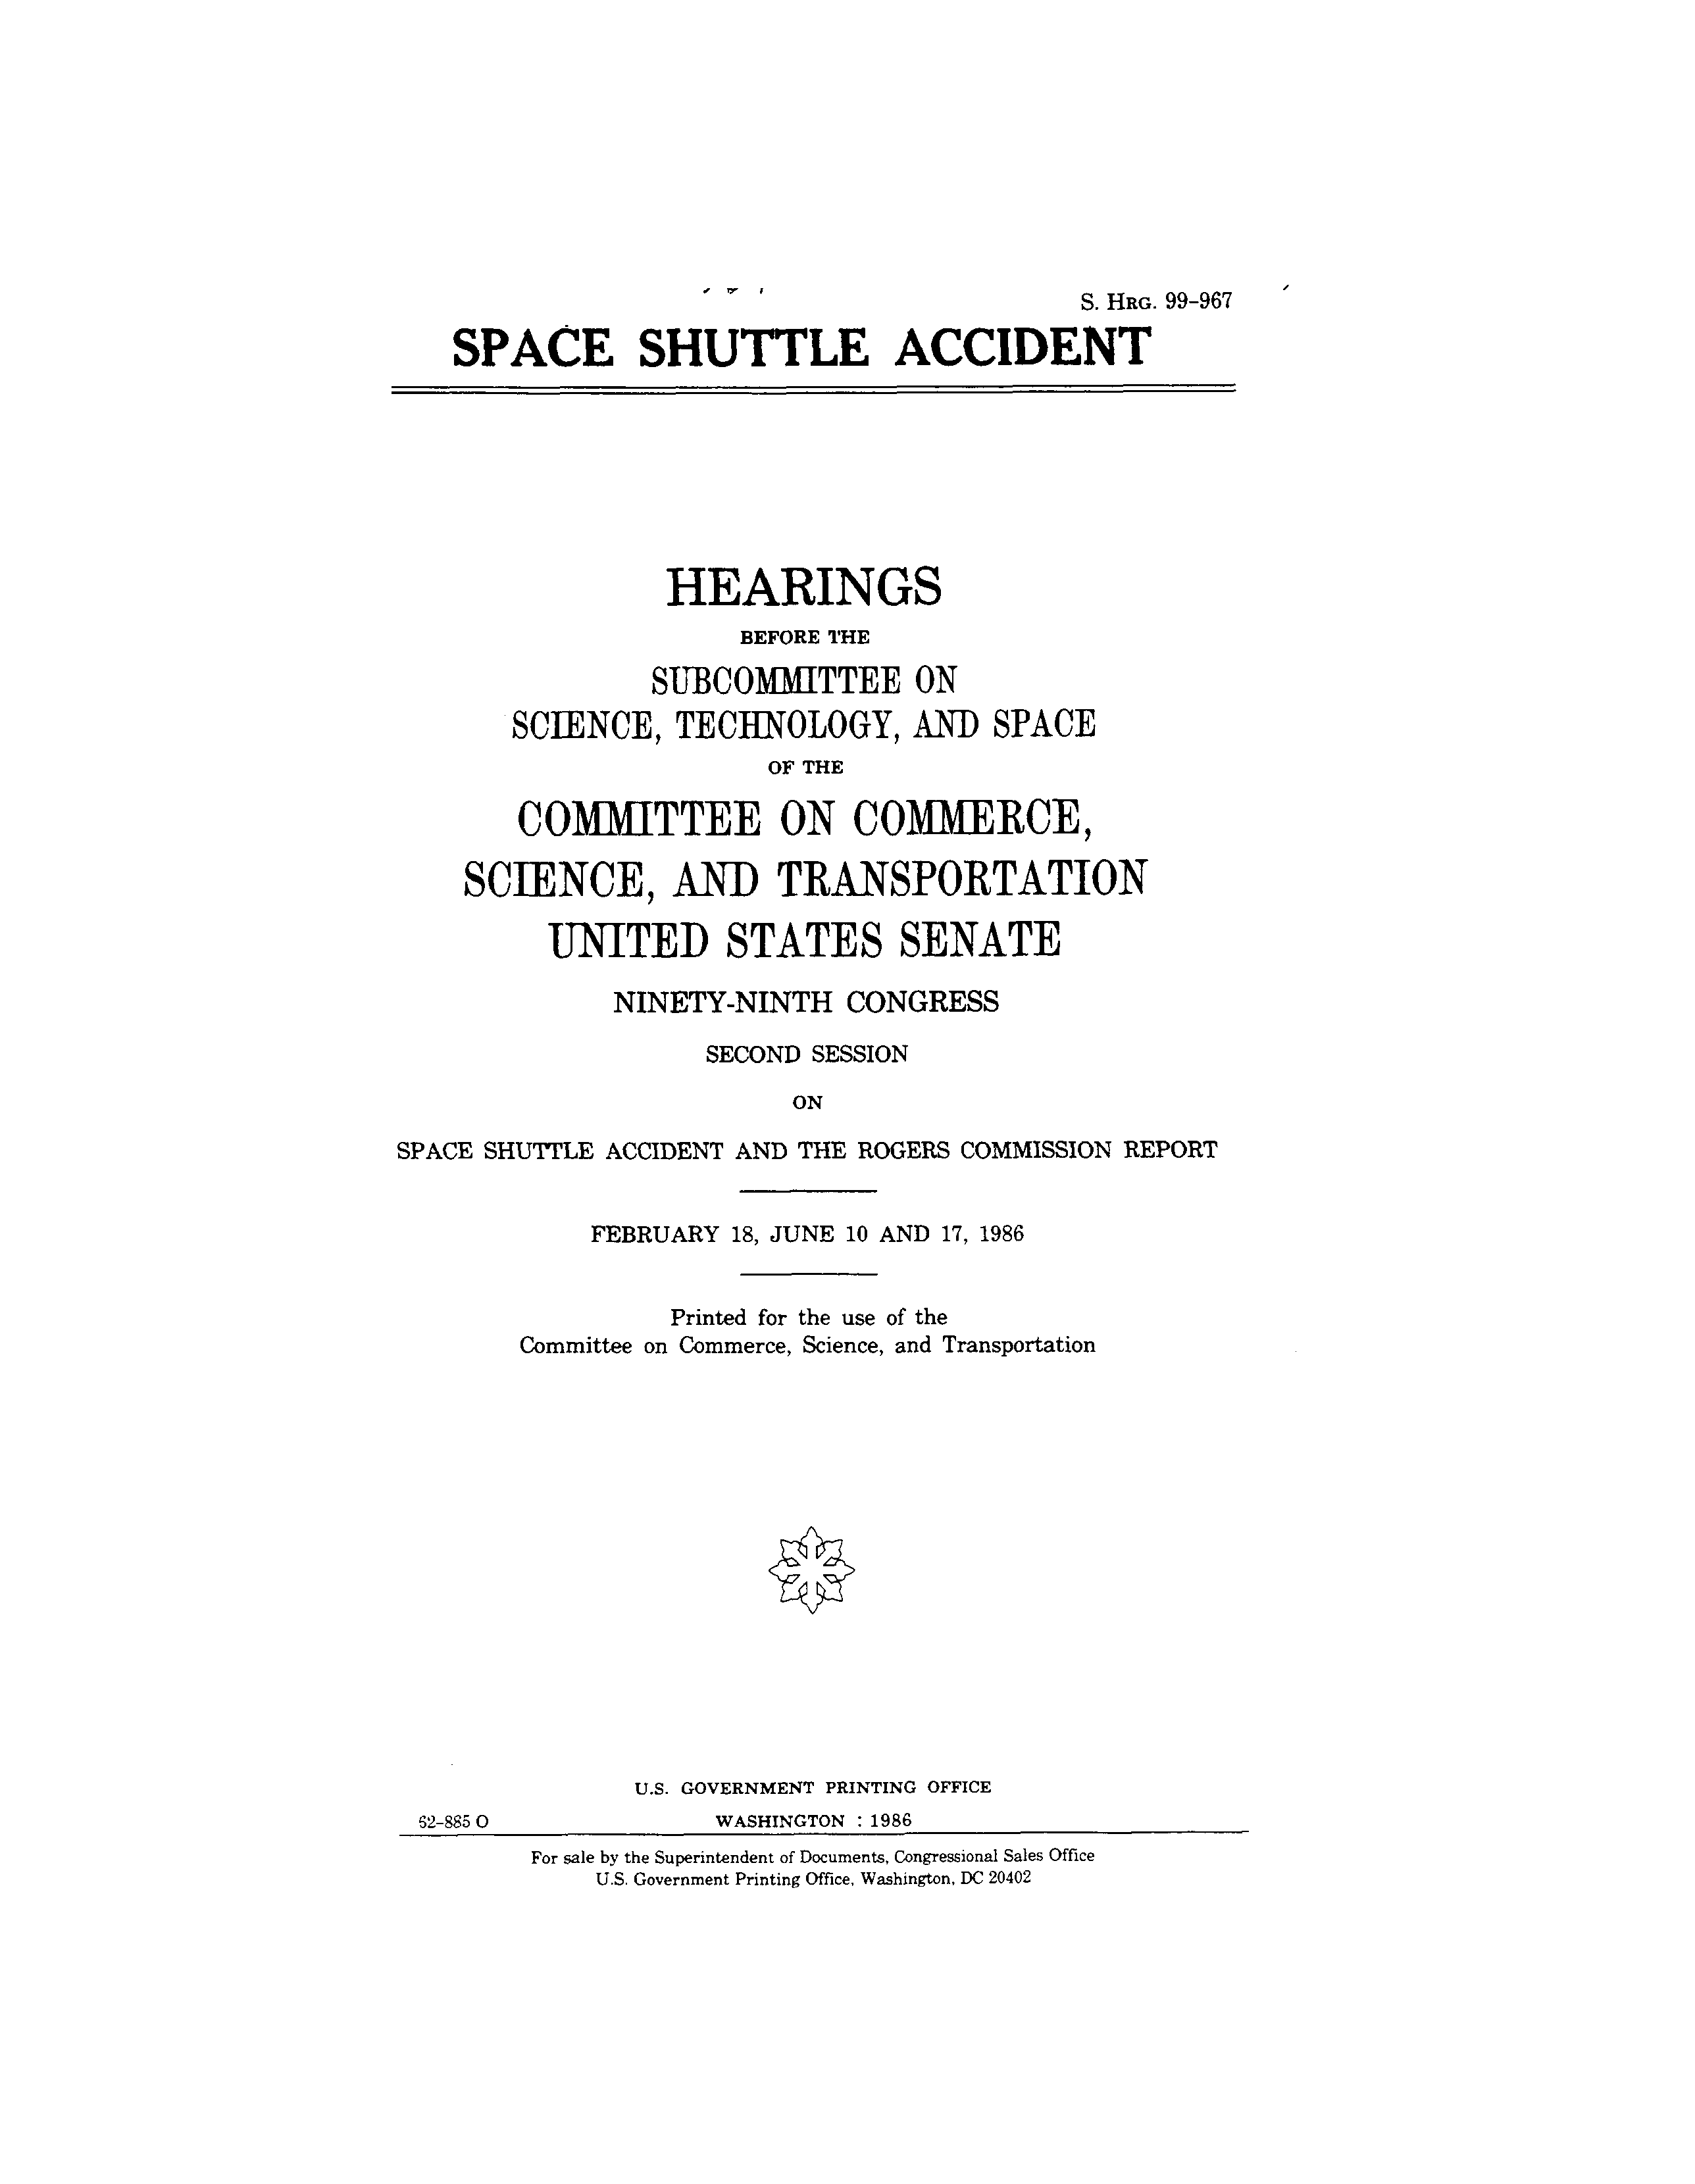 S. HRG. 99-967
SPACE SHUTTLE ACCIDENT
HEARINGS
BEFORE THE
SUBCOMMITTEE ON
SCIENCE, TECHNOLOGY, AND SPACE
OF THE
COMMITTEE ON COMMERCE,
SCIENCE, AND TRANSPORTATION
UNITED STATES SENATE
NINETY-NINTH CONGRESS
SECOND SESSION
ON
SPACE SHUTTLE ACCIDENT AND THE ROGERS COMMISSION REPORT
FEBRUARY 18, JUNE 10 AND 17, 1986
Printed for the use of the
Committee on Commerce, Science, and Transportation
U.S. GOVERNMENT PRINTING OFFICE
62-885 O WASHINGTON : 1986
For sale by the Superintendent of Documents, Congressional Sales Office
U.S. Government Printing Office, Washington, DC 20402